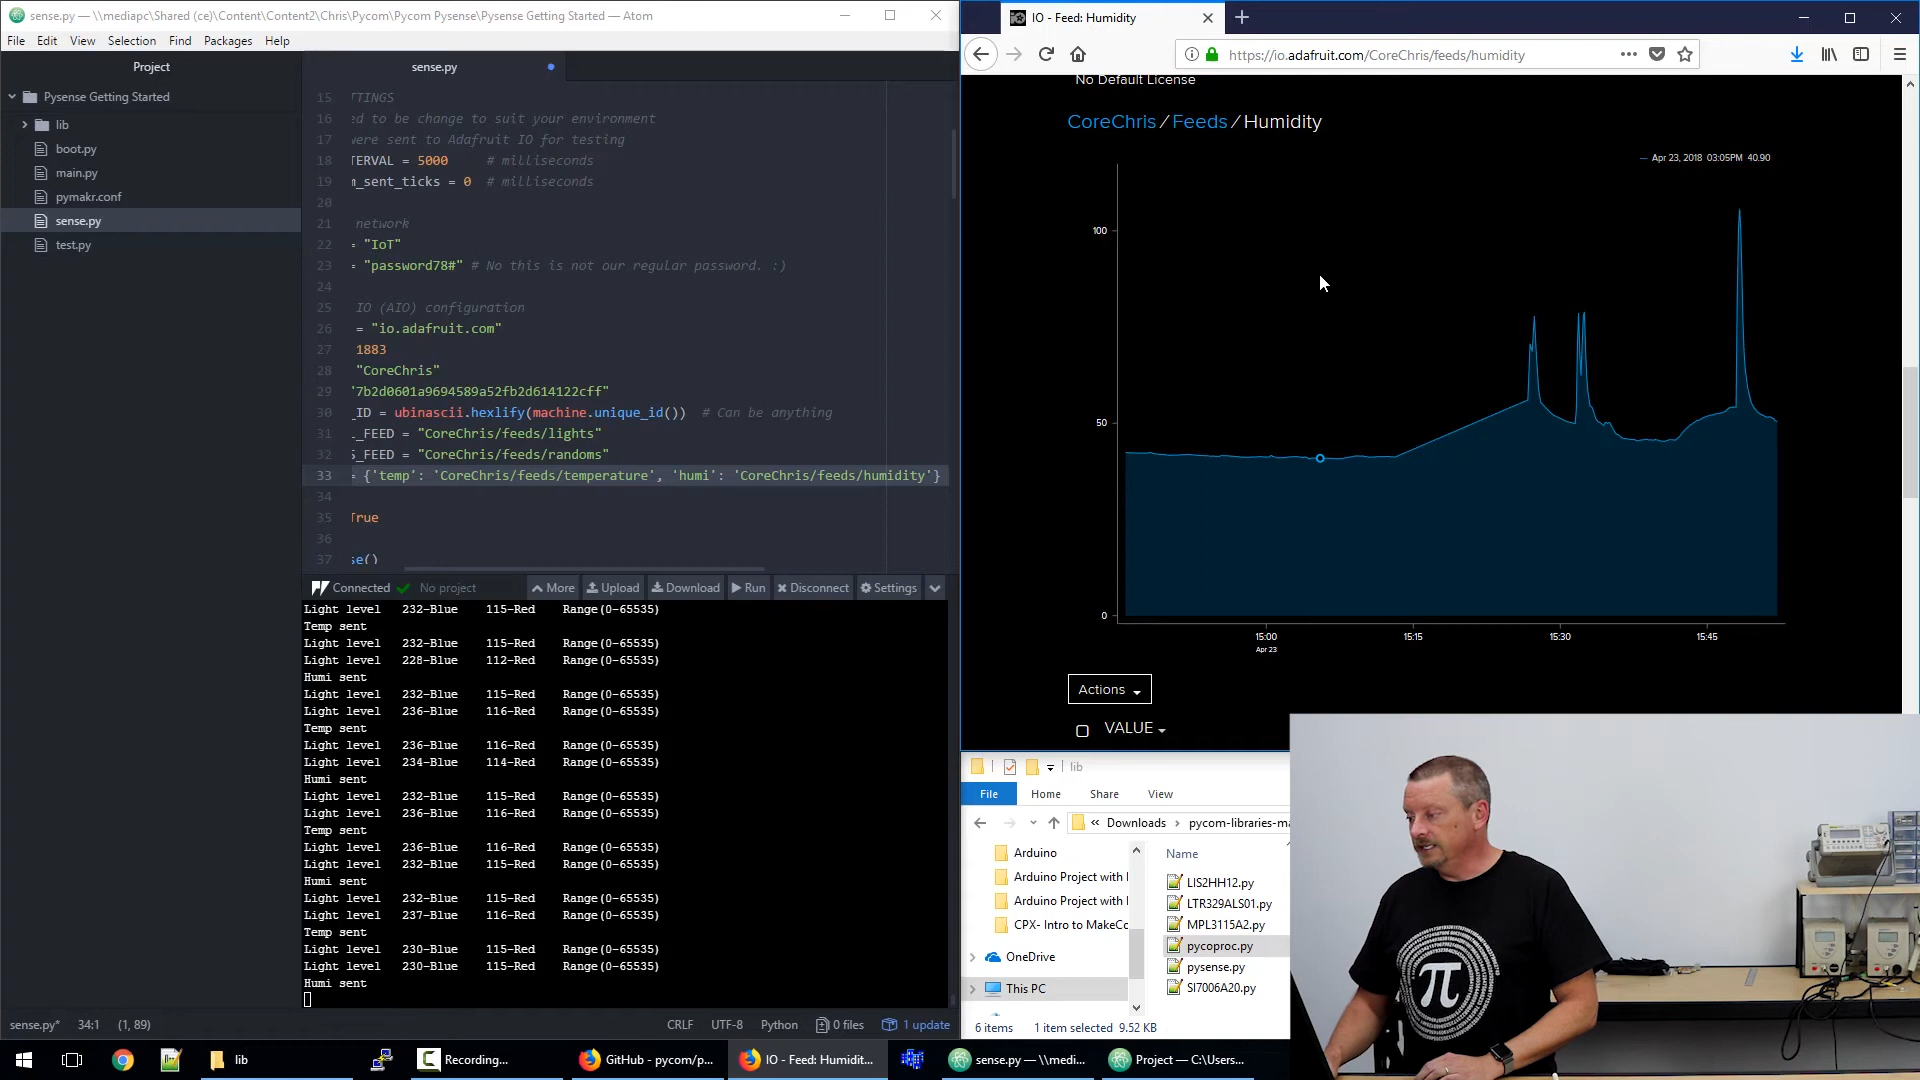 sense.py — \\mediapc\Shared (ce)\Content\Content2\Chris\Pycom\Pycom Pysense\Pysense Getting Started — Atom
File Edit View Selection Find Packages Help
Project
Pysense Getting Started
lib
boot.py
main.py
pymakr.conf
sense.py
test.py
sense.py
15 TTINGS
16 ed to be change to suit your environment
17 were sent to Adafruit IO for testing
18 TERVAL = 5000 # milliseconds
19 m_sent_ticks = 0 # milliseconds
20
21 network
22 = "IoT"
23 = "password78#" # No this is not our regular password. :)
24
25 IO (AIO) configuration
26 = "io.adafruit.com"
27 1883
28 "CoreChris"
29 "7b2d0601a9694589a52fb2d614122cff"
30 _ID = ubinascii.hexlify(machine.unique_id()) # Can be anything
31 _FEED = "CoreChris/feeds/lights"
32 S_FEED = "CoreChris/feeds/randoms"
33 = {'temp': 'CoreChris/feeds/temperature', 'humi': 'CoreChris/feeds/humidity'}
34
35 True
36
37 se()
Connected No project More Upload Download Run Disconnect Settings
Light level 232-Blue 115-Red Range(0-65535)
Temp sent
Light level 232-Blue 115-Red Range(0-65535)
Light level 228-Blue 112-Red Range(0-65535)
Humi sent
Light level 232-Blue 115-Red Range(0-65535)
Light level 236-Blue 116-Red Range(0-65535)
Temp sent
Light level 236-Blue 116-Red Range(0-65535)
Light level 234-Blue 114-Red Range(0-65535)
Humi sent
Light level 232-Blue 115-Red Range(0-65535)
Light level 236-Blue 116-Red Range(0-65535)
Temp sent
Light level 236-Blue 116-Red Range(0-65535)
Light level 232-Blue 115-Red Range(0-65535)
Humi sent
Light level 232-Blue 115-Red Range(0-65535)
Light level 237-Blue 116-Red Range(0-65535)
Temp sent
Light level 230-Blue 115-Red Range(0-65535)
Light level 230-Blue 115-Red Range(0-65535)
Humi sent
sense.py* 34:1 (1, 89) CRLF UTF-8 Python 0 files 1 update
IO - Feed: Humidity
https://io.adafruit.com/CoreChris/feeds/humidity
No Default License
CoreChris / Feeds / Humidity
Apr 23, 2018 03:05PM 40.90
100
50
0
15:00 15:15 15:30 15:45
Apr 23
Actions
VALUE
lib
File Home Share View
« Downloads › pycom-libraries-ma
Arduino
Arduino Project with
Arduino Project with
CPX- Intro to MakeCo
OneDrive
This PC
Name
LIS2HH12.py
LTR329ALS01.py
MPL3115A2.py
pycoproc.py
pysense.py
SI7006A20.py
6 items 1 item selected 9.52 KB
π
lib Recording... GitHub - pycom/p... IO - Feed: Humidit... sense.py — \\medi... Project — C:\Users...